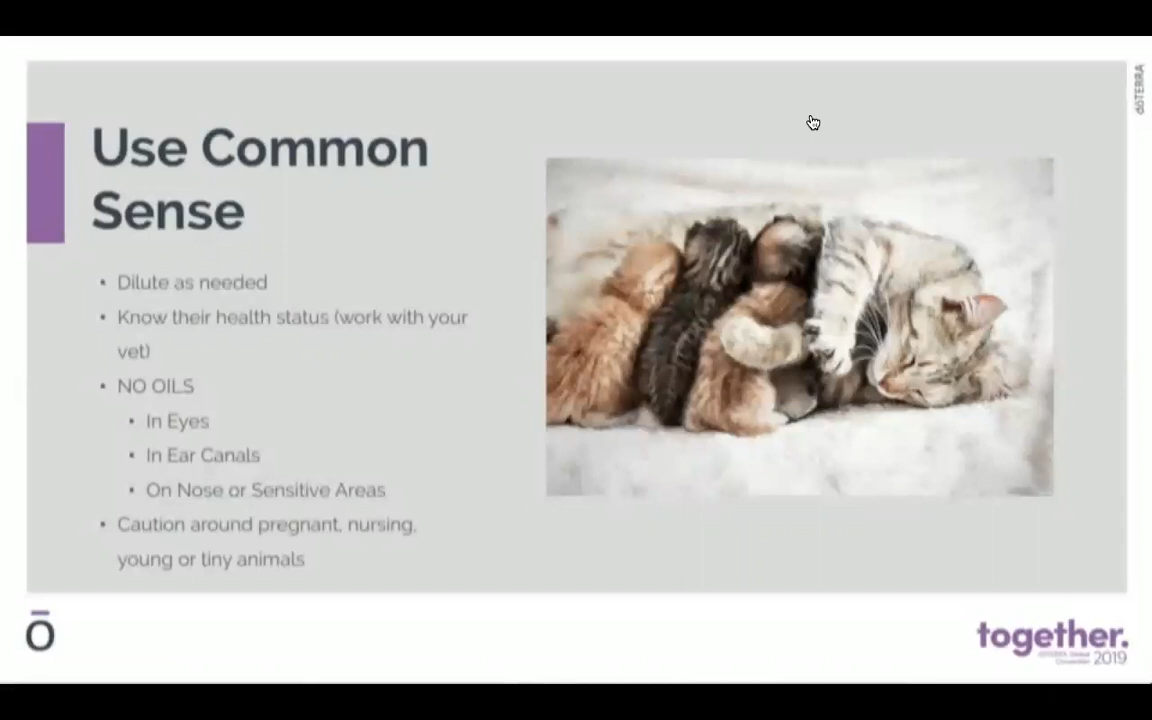 dōTERRA
Use Common
Sense
• Dilute as needed
• Know their health status (work with your
vet)
• NO OILS
• In Eyes
• In Ear Canals
• On Nose or Sensitive Areas
• Caution around pregnant, nursing,
young or tiny animals
Ō
together.
2019